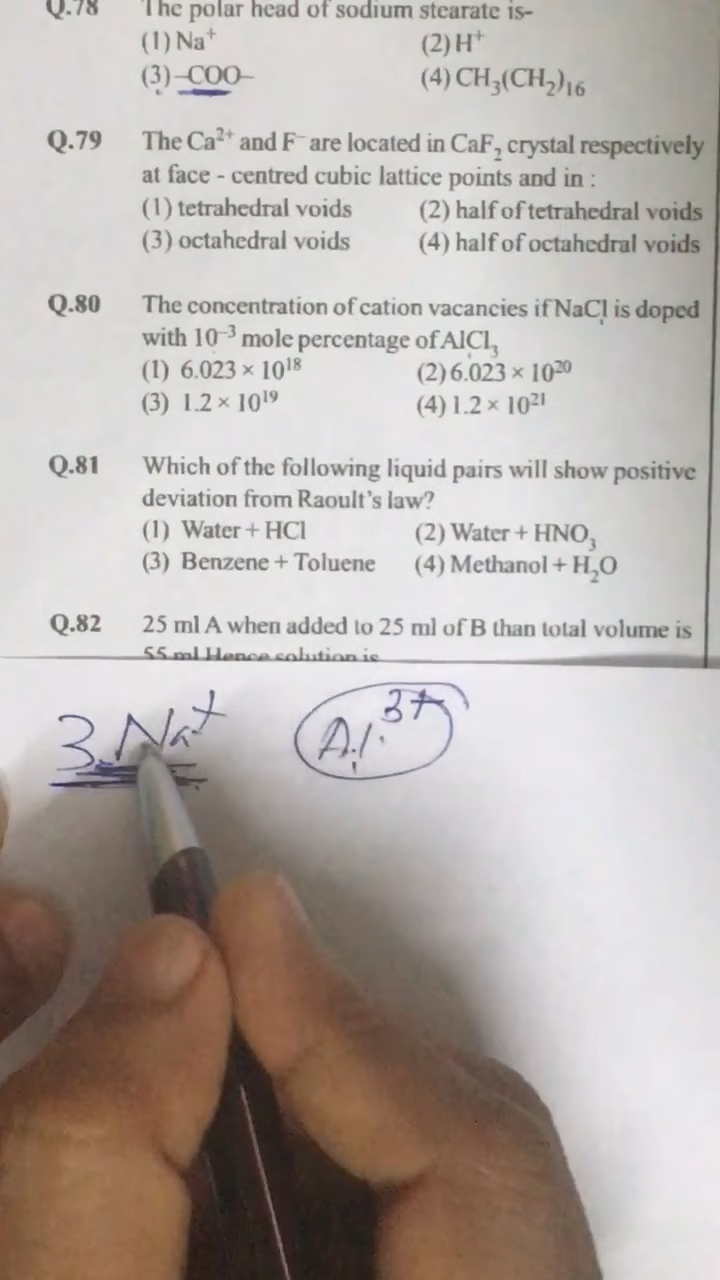 Q.78 The polar head of sodium stearate is-
(1) Na⁺ (2) H⁺
(3) –COO– (4) CH₃(CH₂)₁₆
Q.79 The Ca²⁺ and F⁻ are located in CaF₂ crystal respectively
at face - centred cubic lattice points and in :
(1) tetrahedral voids (2) half of tetrahedral voids
(3) octahedral voids (4) half of octahedral voids
Q.80 The concentration of cation vacancies if NaCl is doped
with 10⁻³ mole percentage of AlCl₃
(1) 6.023 × 10¹⁸ (2) 6.023 × 10²⁰
(3) 1.2 × 10¹⁹ (4) 1.2 × 10²¹
Q.81 Which of the following liquid pairs will show positive
deviation from Raoult's law?
(1) Water + HCl (2) Water + HNO₃
(3) Benzene + Toluene (4) Methanol + H₂O
Q.82 25 ml A when added to 25 ml of B than total volume is
55 ml Hence solution is
3 Na⁺ Al³⁺